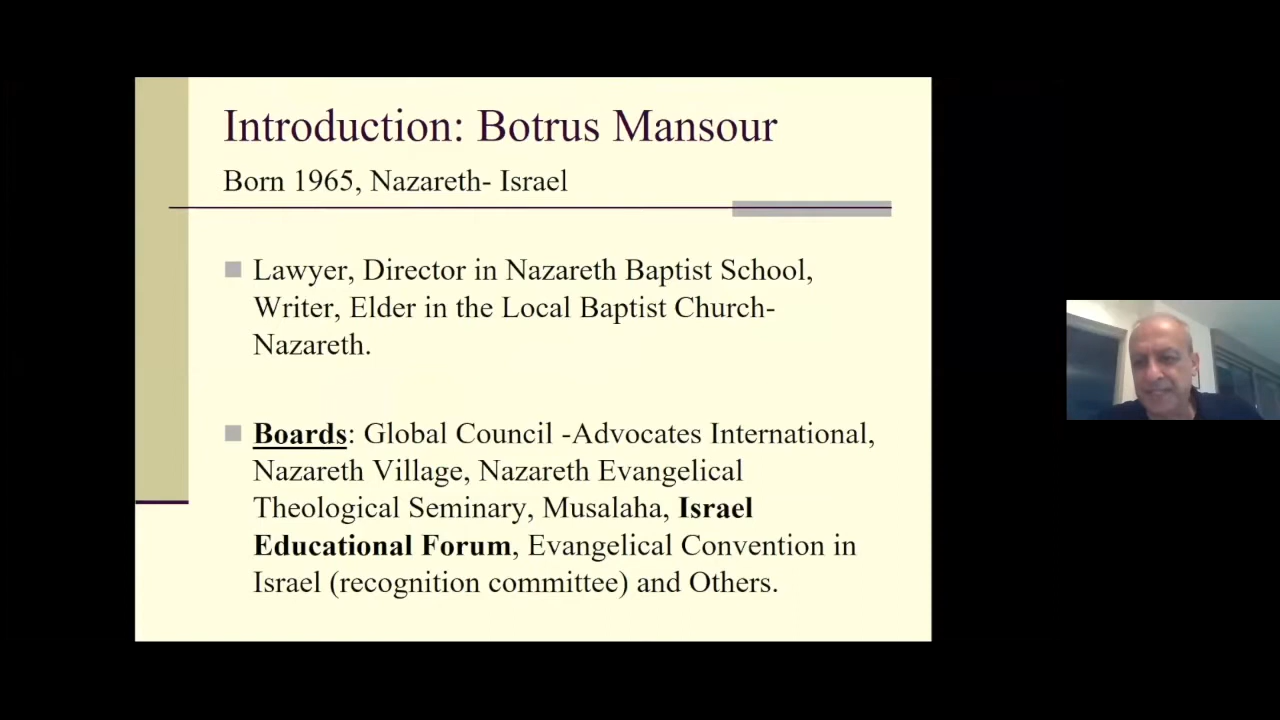 Introduction: Botrus Mansour
Born 1965, Nazareth- Israel
Lawyer, Director in Nazareth Baptist School,
Writer, Elder in the Local Baptist Church-
Nazareth.
Boards: Global Council -Advocates International,
Nazareth Village, Nazareth Evangelical
Theological Seminary, Musalaha, Israel
Educational Forum, Evangelical Convention in
Israel (recognition committee) and Others.